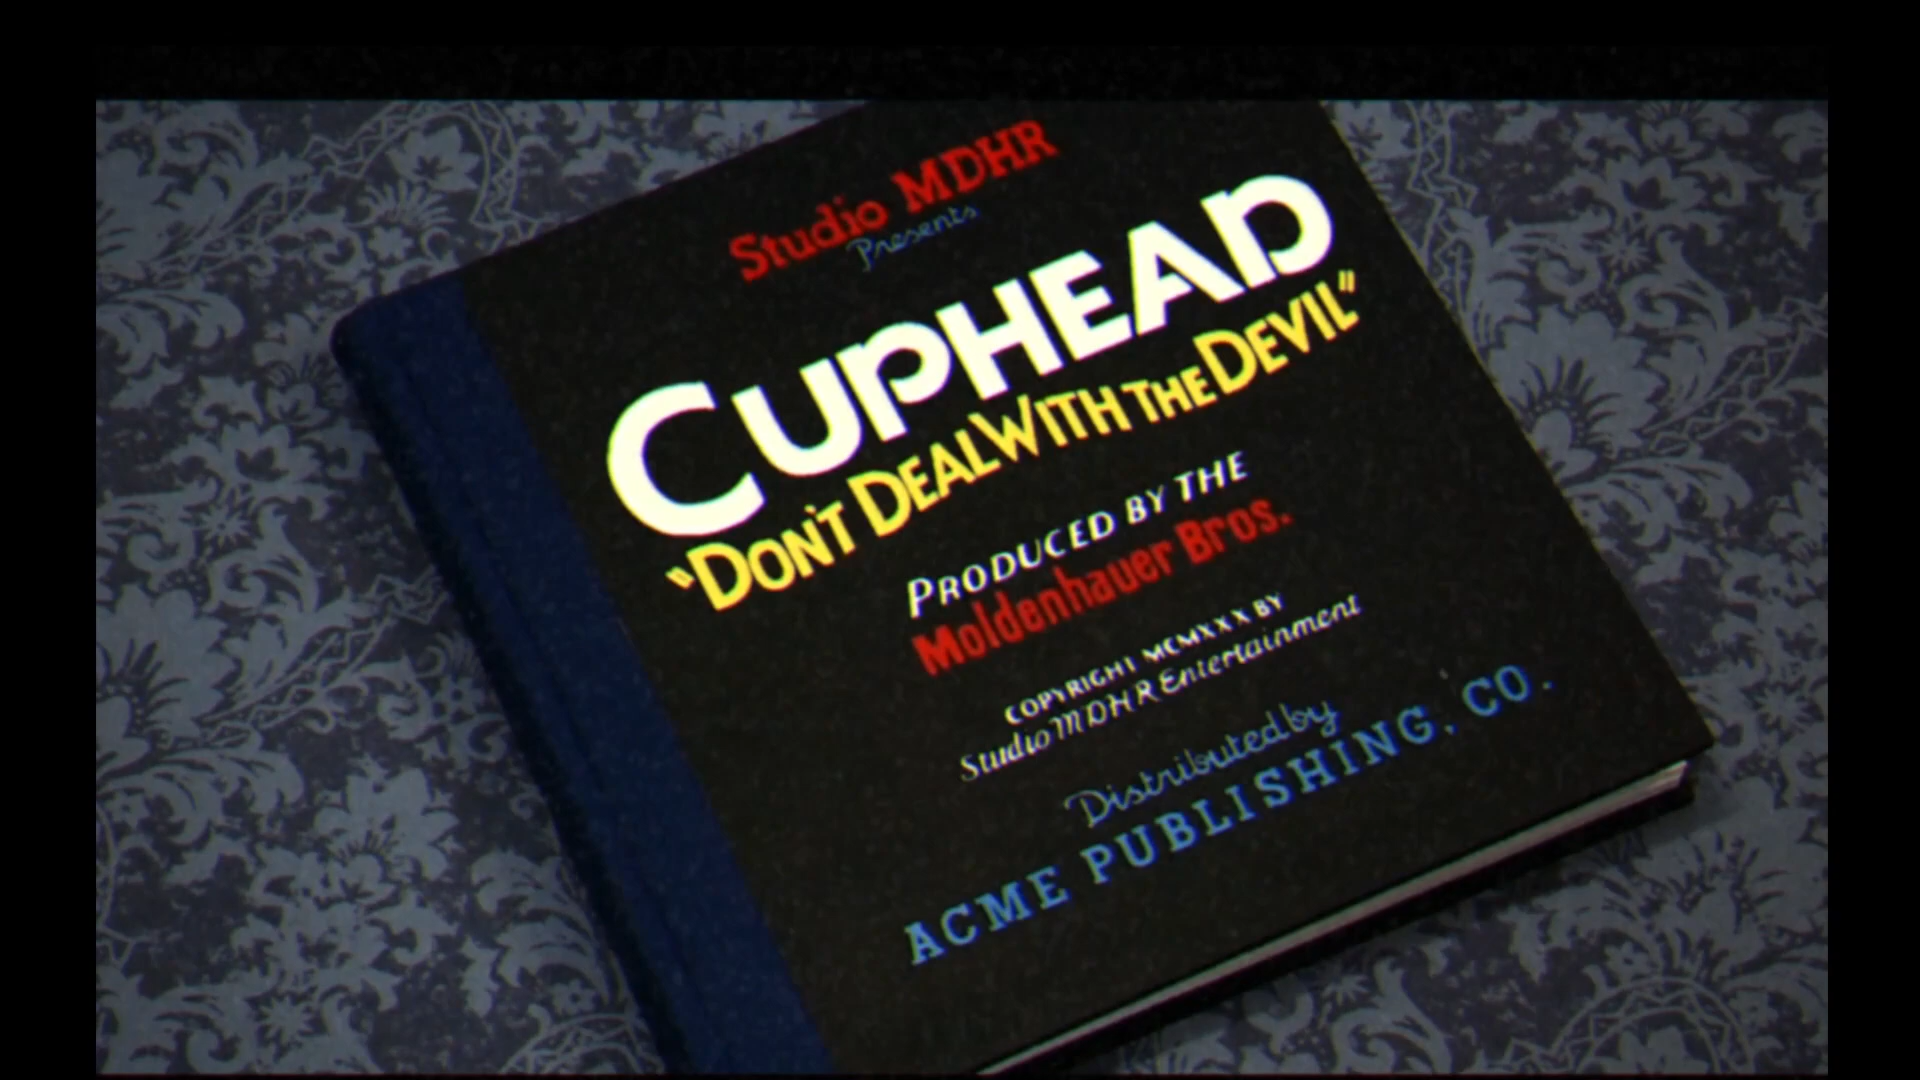 Studio MDHR
Presents
CUPHEAD
"DON'T DEAL WITH THE DEVIL"
PRODUCED BY THE
Moldenhauer Bros.
COPYRIGHT MCMXXX BY
Studio MDHR Entertainment
Distributed by
ACME PUBLISHING, CO.